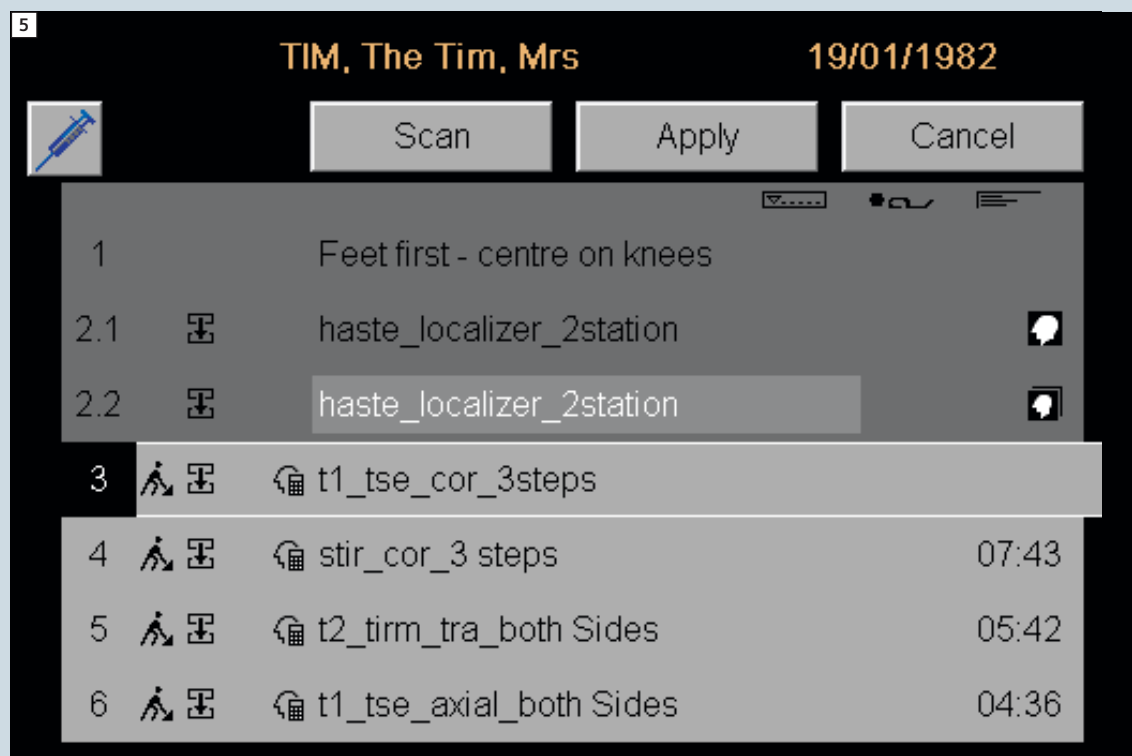 5
TIM, The Tim, Mrs 19/01/1982
Scan Apply Cancel
1 Feet first - centre on knees
2.1 haste_localizer_2station
2.2 haste_localizer_2station
3 t1_tse_cor_3steps
4 stir_cor_3 steps 07:43
5 t2_tirm_tra_both Sides 05:42
6 t1_tse_axial_both Sides 04:36